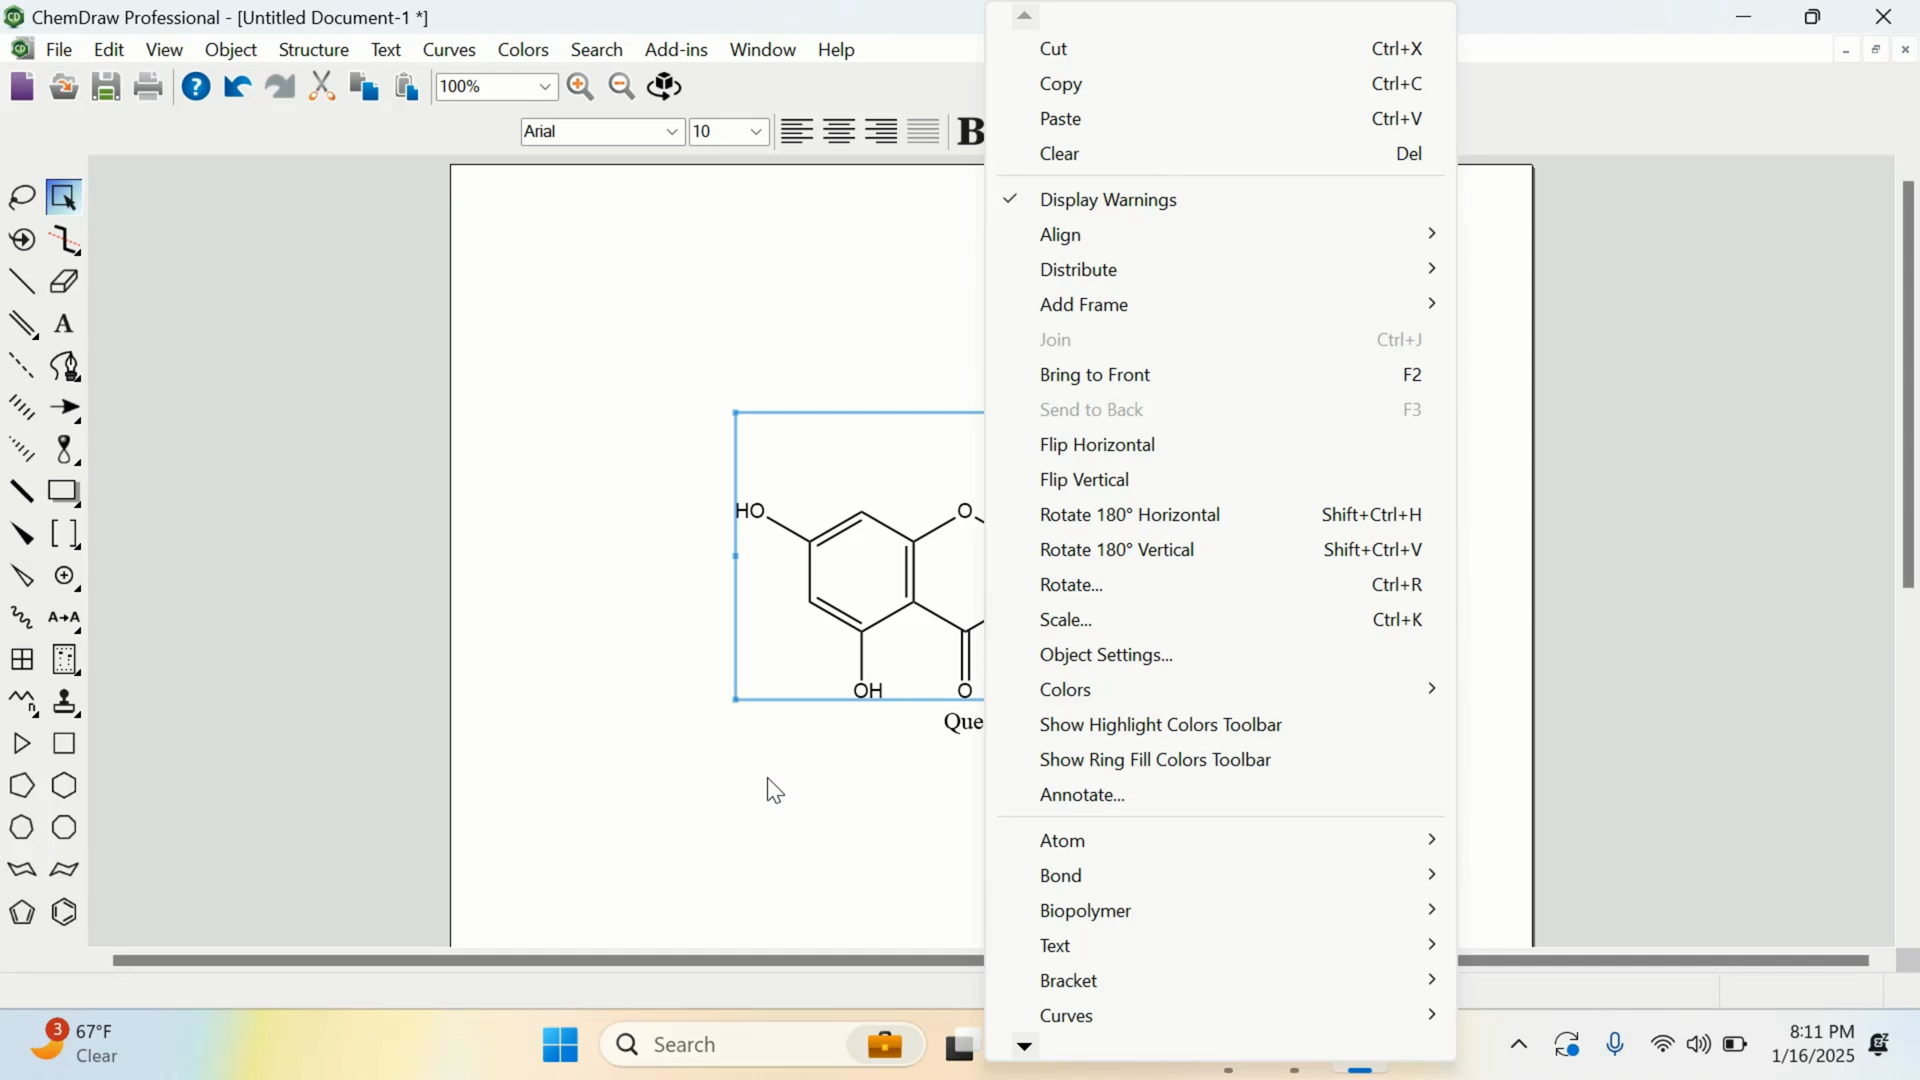 ChemDraw Professional - [Untitled Document-1 *]
File Edit View Object Structure Text Curves Colors Search Add-ins Window Help
100%
Arial 10 B
Cut Ctrl+X
Copy Ctrl+C
Paste Ctrl+V
Clear Del
Display Warnings
Align
Distribute
Add Frame
Join Ctrl+J
Bring to Front F2
Send to Back F3
Flip Horizontal
Flip Vertical
Rotate 180° Horizontal Shift+Ctrl+H
Rotate 180° Vertical Shift+Ctrl+V
Rotate... Ctrl+R
Scale... Ctrl+K
Object Settings...
Colors
Show Highlight Colors Toolbar
Show Ring Fill Colors Toolbar
Annotate...
Atom
Bond
Biopolymer
Text
Bracket
Curves
A
A→A
n
HO O
OH O
Que
3 67°F
Clear
Search
8:11 PM
1/16/2025